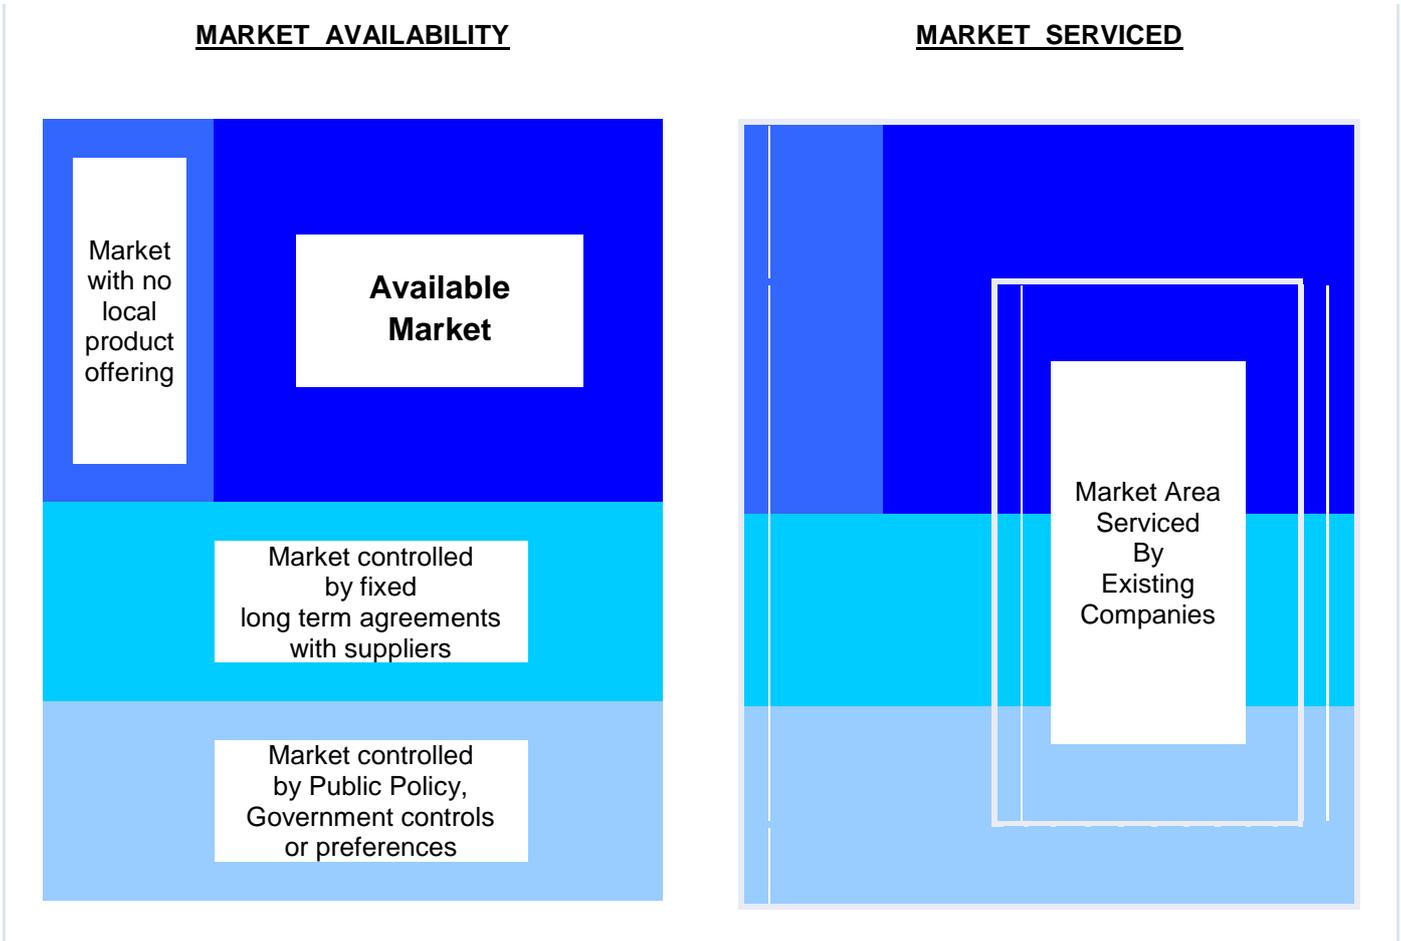 MARKET AVAILABILITY
MARKET SERVICED
Market
with no
local
product
offering
Available
Market
Market controlled
by fixed
long term agreements
with suppliers
Market controlled
by Public Policy,
Government controls
or preferences
Market Area
Serviced
By
Existing
Companies